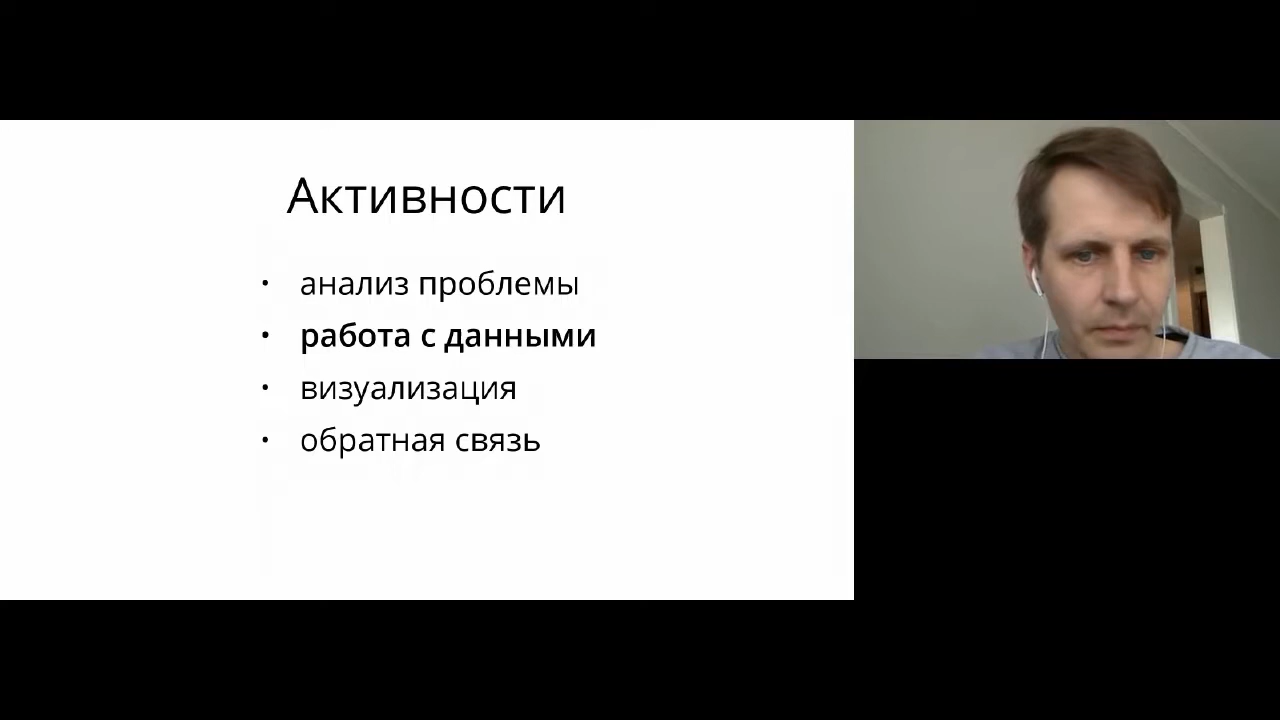 Активности
• анализ проблемы
• работа с данными
• визуализация
• обратная связь